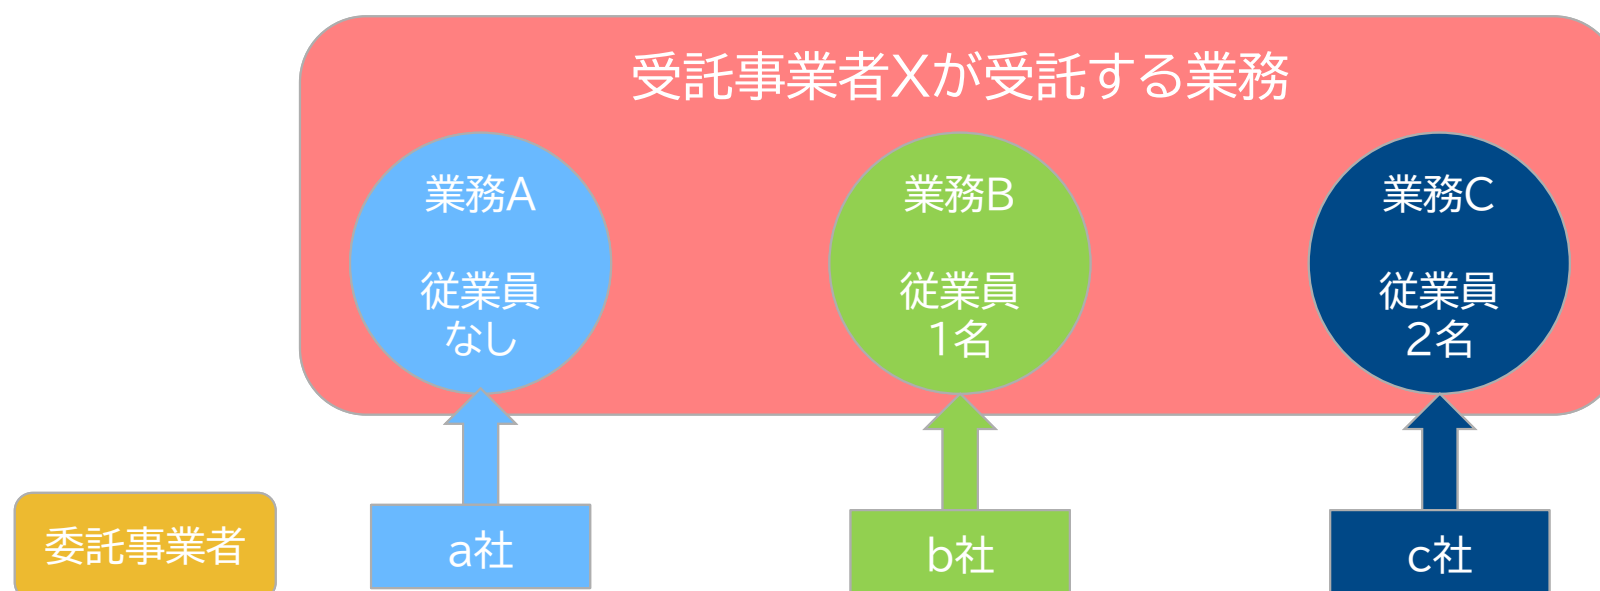 受託事業者Xが受託する業務
業務A
従業員
なし
業務B
従業員
1名
業務C
従業員
2名
委託事業者
a社
b社
c社